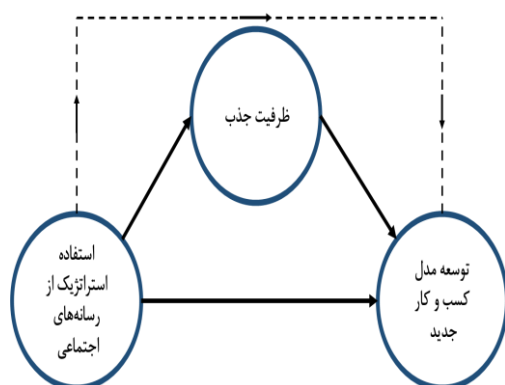 ظرفیت جذب
استفاده
استراتژیک از
رسانه‌های
اجتماعی
توسعه مدل
کسب و کار
جدید